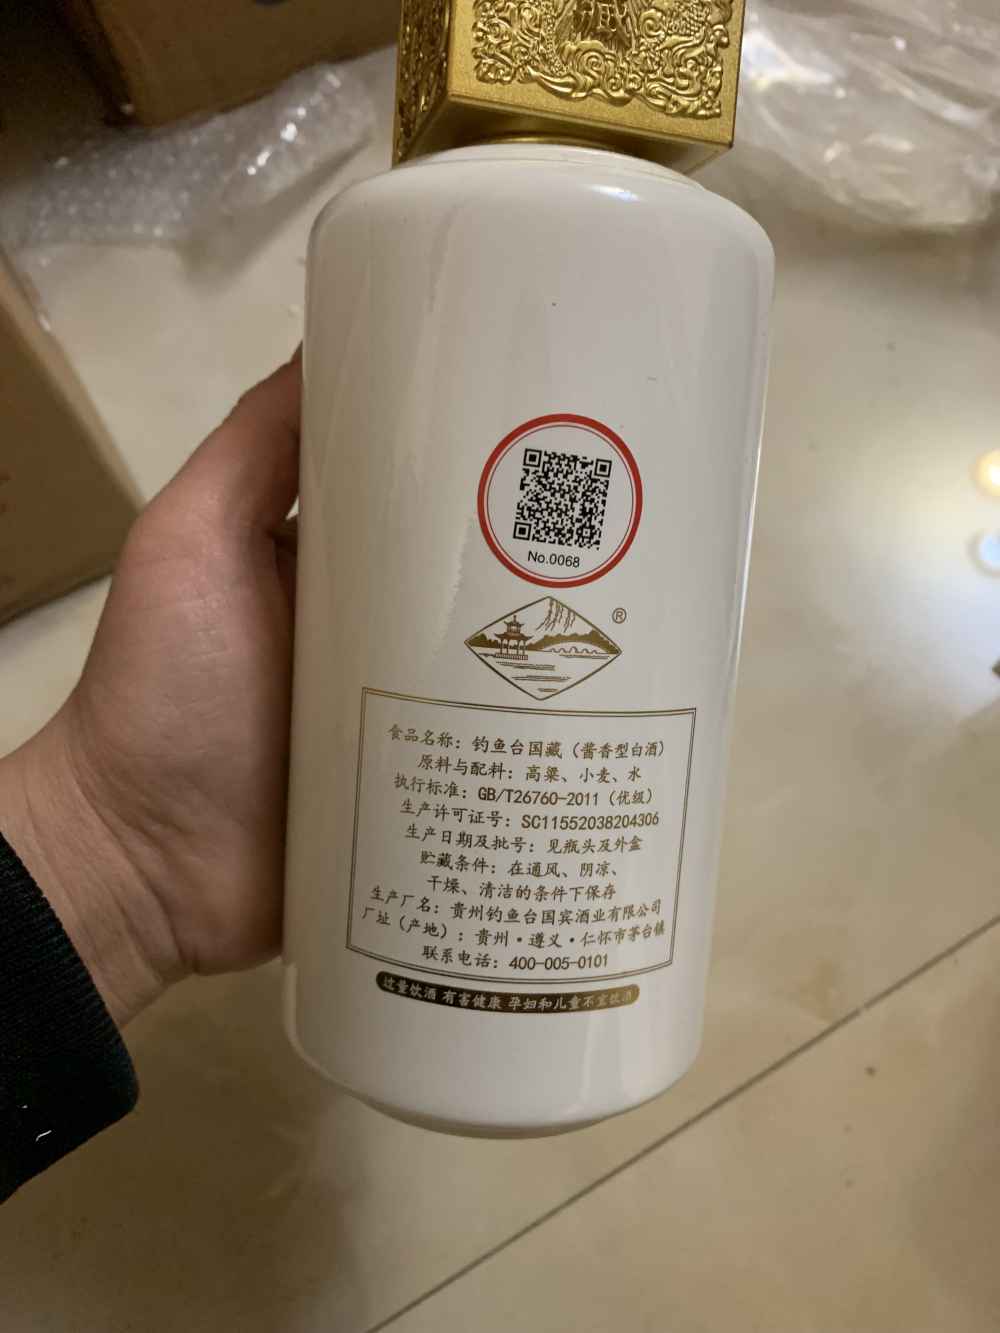 藏
No.0068
®
食品名称：钓鱼台国藏（酱香型白酒）
原料与配料：高粱、小麦、水
执行标准：GB/T26760-2011（优级）
生产许可证号：SC11552038204306
生产日期及批号：见瓶头及外盒
贮藏条件：在通风、阴凉、
干燥、清洁的条件下保存
生产厂名：贵州钓鱼台国宾酒业有限公司
厂址（产地）：贵州·遵义·仁怀市茅台镇
联系电话：400-005-0101
过量饮酒 有害健康 孕妇和儿童不宜饮酒